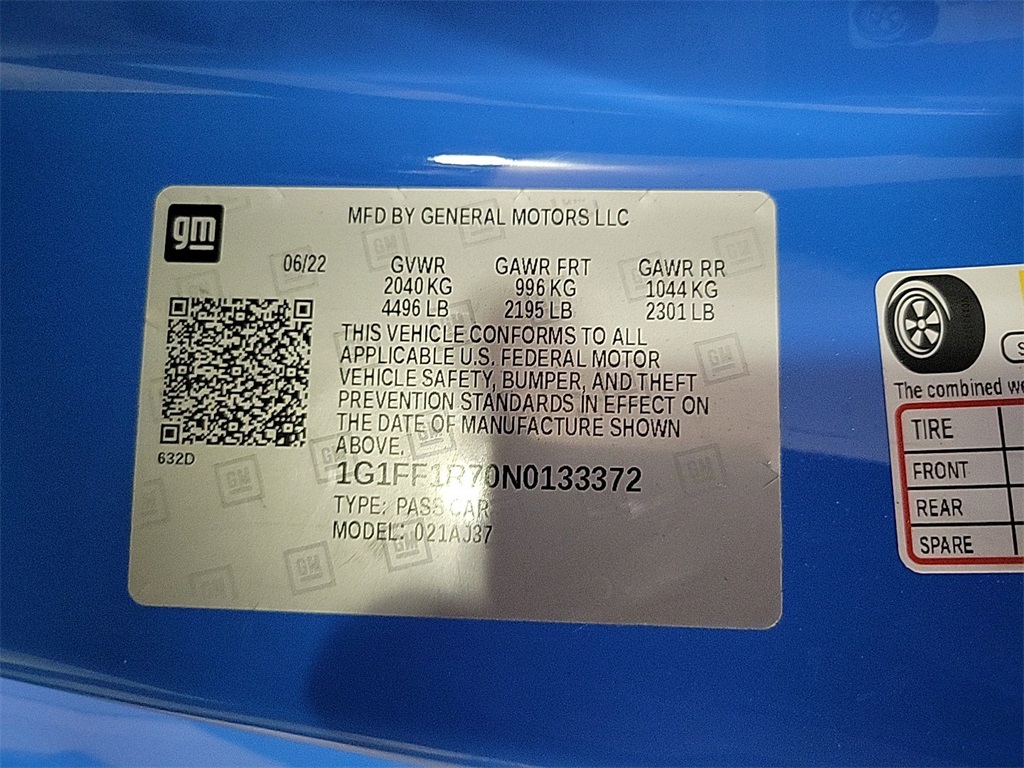 gm
MFD BY GENERAL MOTORS LLC
06/22
GVWR GAWR FRT GAWR RR
2040 KG 996 KG 1044 KG
4496 LB 2195 LB 2301 LB
THIS VEHICLE CONFORMS TO ALL
APPLICABLE U.S. FEDERAL MOTOR
VEHICLE SAFETY, BUMPER, AND THEFT
PREVENTION STANDARDS IN EFFECT ON
THE DATE OF MANUFACTURE SHOWN
ABOVE.
632D
1G1FF1R70N0133372
TYPE: PASS CAR
MODEL: 021AJ37
The combined
TIRE
FRONT
REAR
SPARE